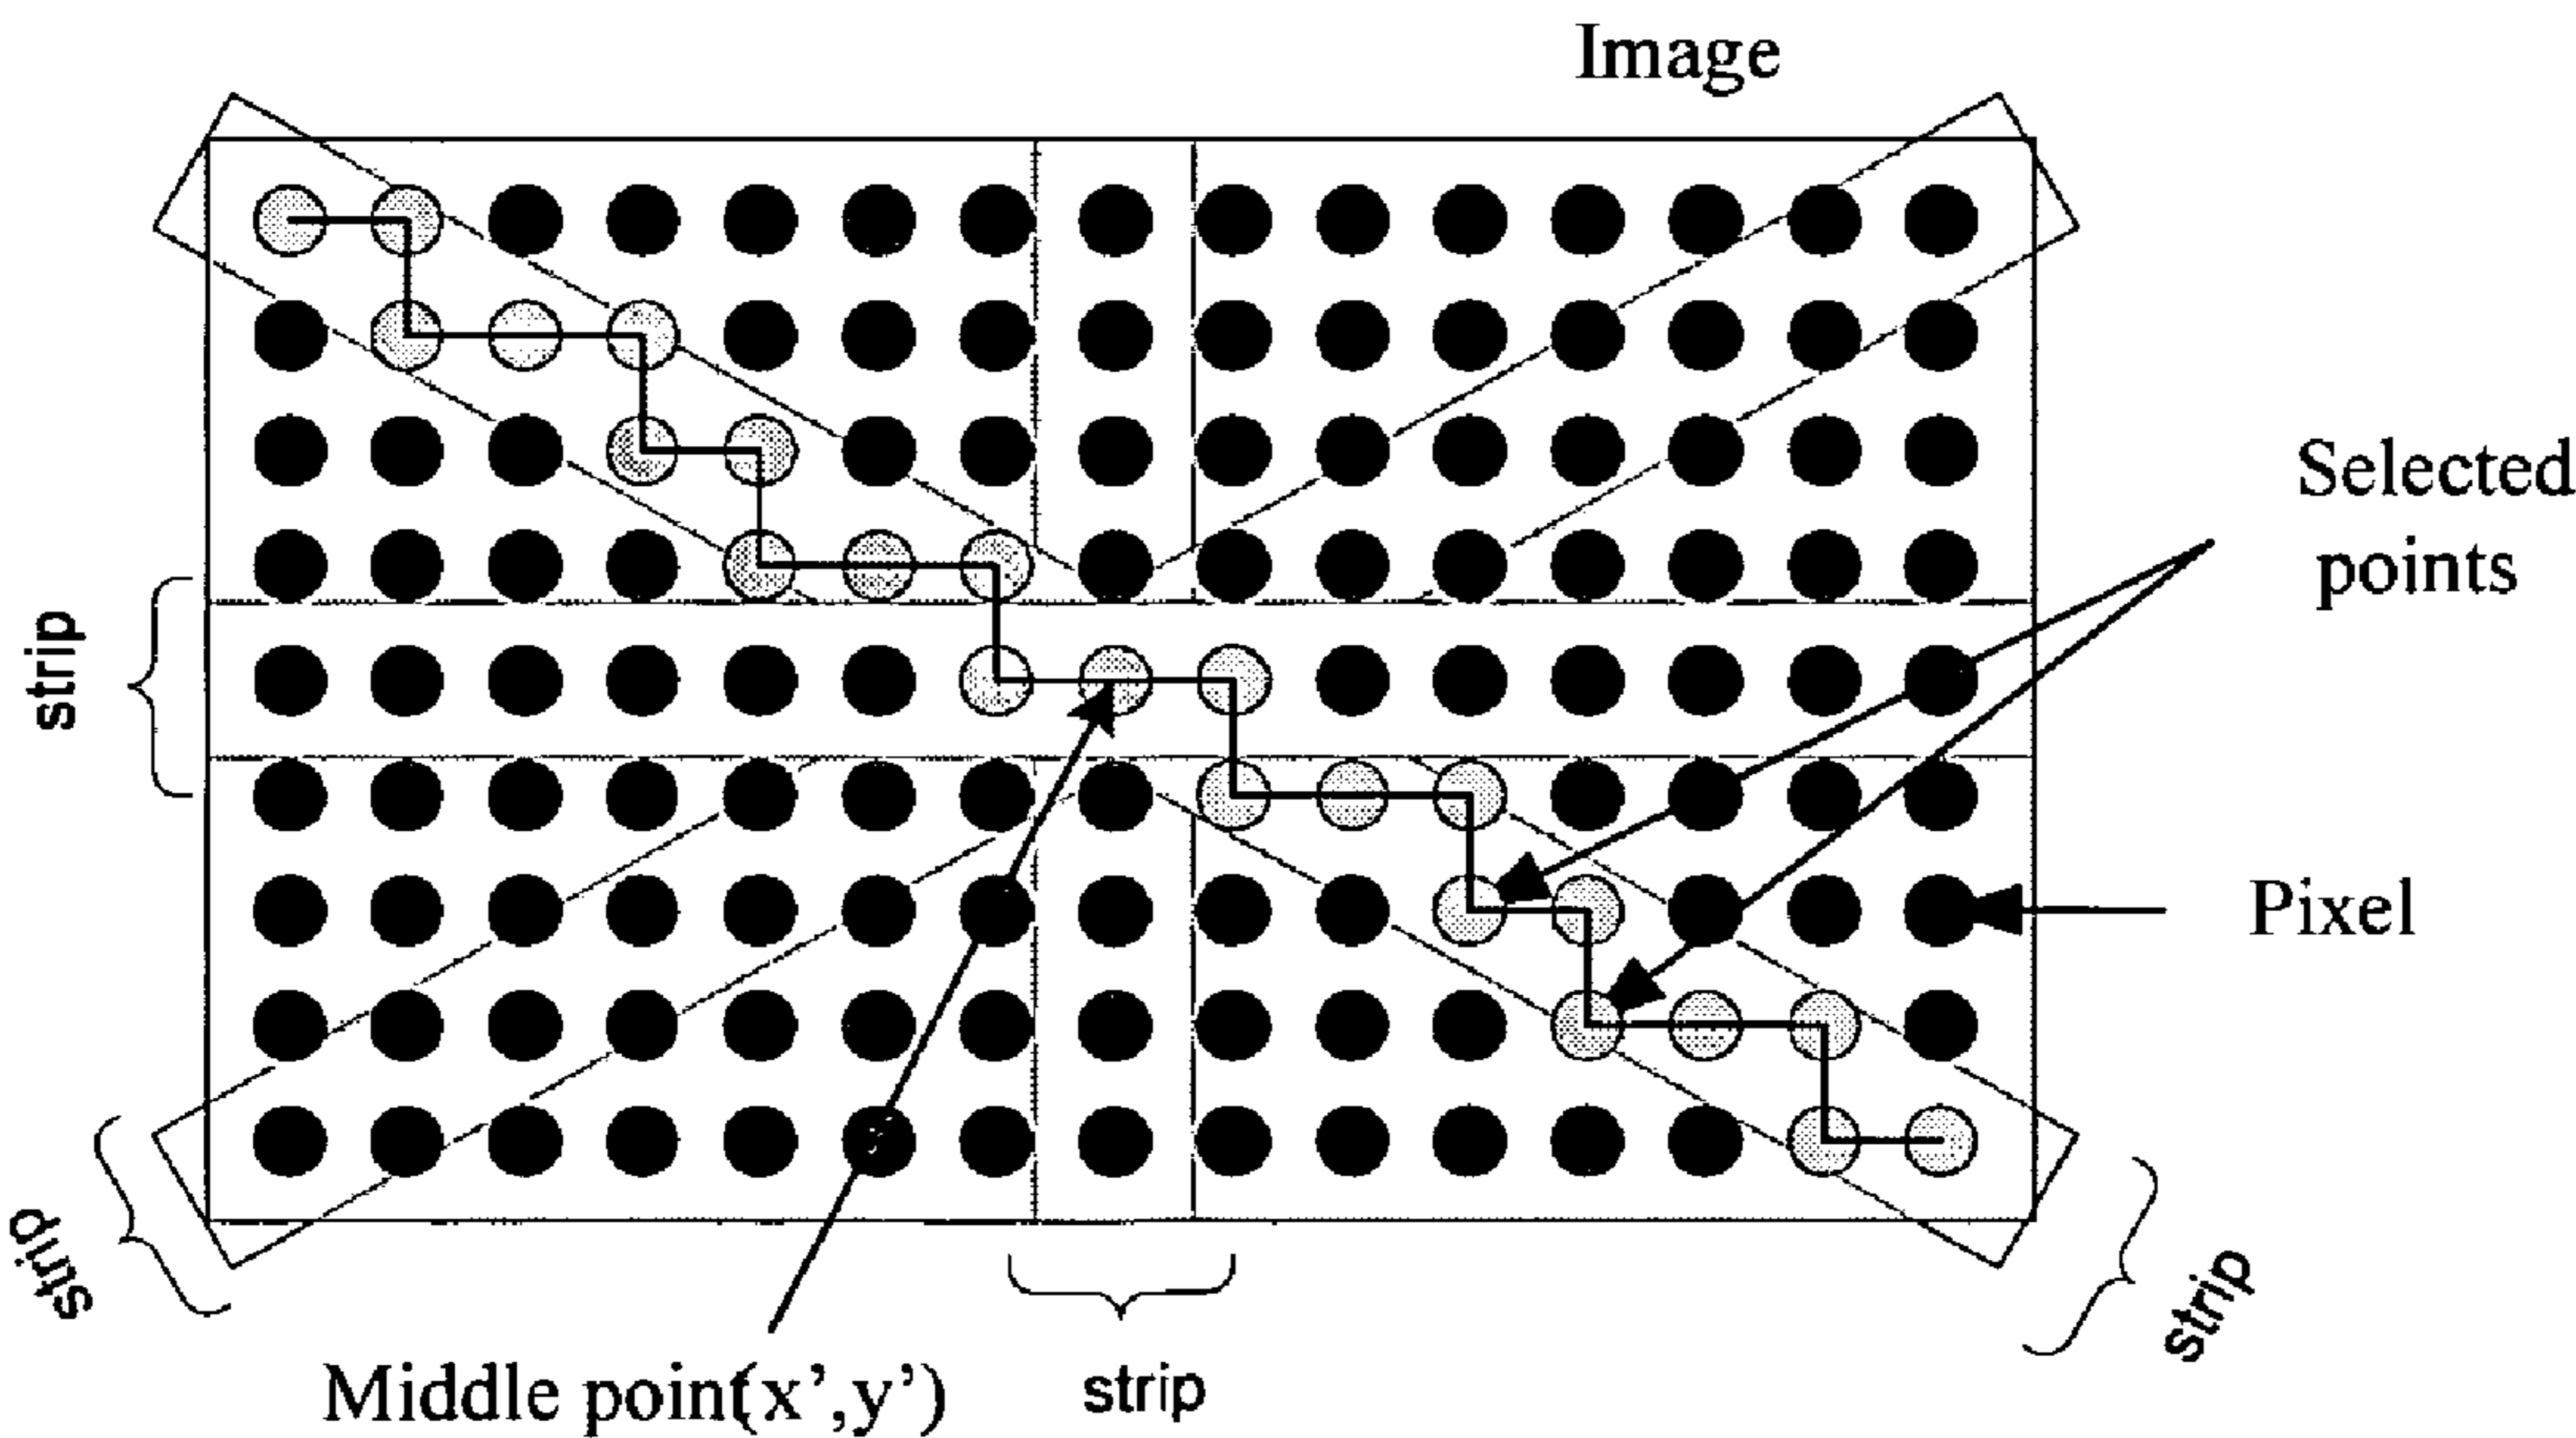 Image
Selected
points
strip
Pixel
strip
strip
Middle point(x’,y’)
strip